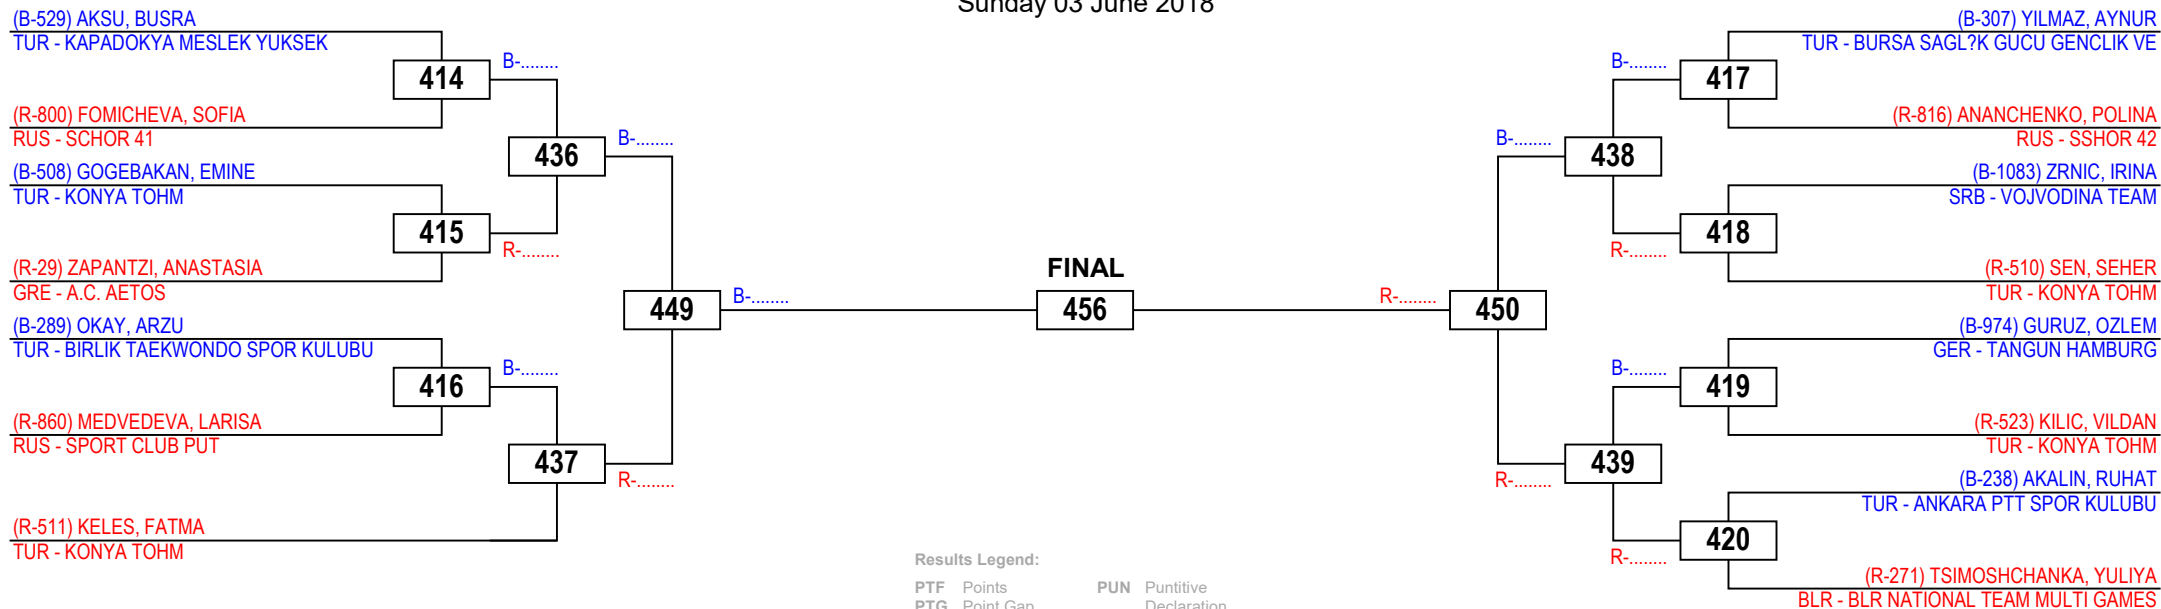 Sunday 03 June 2018
(B-529) AKSU, BUSRA
TUR - KAPADOKYA MESLEK YUKSEK
414
B-........
(R-800) FOMICHEVA, SOFIA
RUS - SCHOR 41
436
B-........
(B-508) GOGEBAKAN, EMINE
TUR - KONYA TOHM
415
R-........
(R-29) ZAPANTZI, ANASTASIA
GRE - A.C. AETOS
449
B-........
(B-289) OKAY, ARZU
TUR - BIRLIK TAEKWONDO SPOR KULUBU
416
B-........
(R-860) MEDVEDEVA, LARISA
RUS - SPORT CLUB PUT
437
R-........
(R-511) KELES, FATMA
TUR - KONYA TOHM
FINAL
456
(B-307) YILMAZ, AYNUR
TUR - BURSA SAGL?K GUCU GENCLIK VE
B-........
417
(R-816) ANANCHENKO, POLINA
RUS - SSHOR 42
B-........
438
(B-1083) ZRNIC, IRINA
SRB - VOJVODINA TEAM
418
R-........
(R-510) SEN, SEHER
TUR - KONYA TOHM
R-........
450
(B-974) GURUZ, OZLEM
GER - TANGUN HAMBURG
B-........
419
(R-523) KILIC, VILDAN
TUR - KONYA TOHM
439
R-........
(B-238) AKALIN, RUHAT
TUR - ANKARA PTT SPOR KULUBU
420
R-........
(R-271) TSIMOSHCHANKA, YULIYA
BLR - BLR NATIONAL TEAM MULTI GAMES
Results Legend:
PTF Points PUN Puntitive
PTG Point Gap Declaration